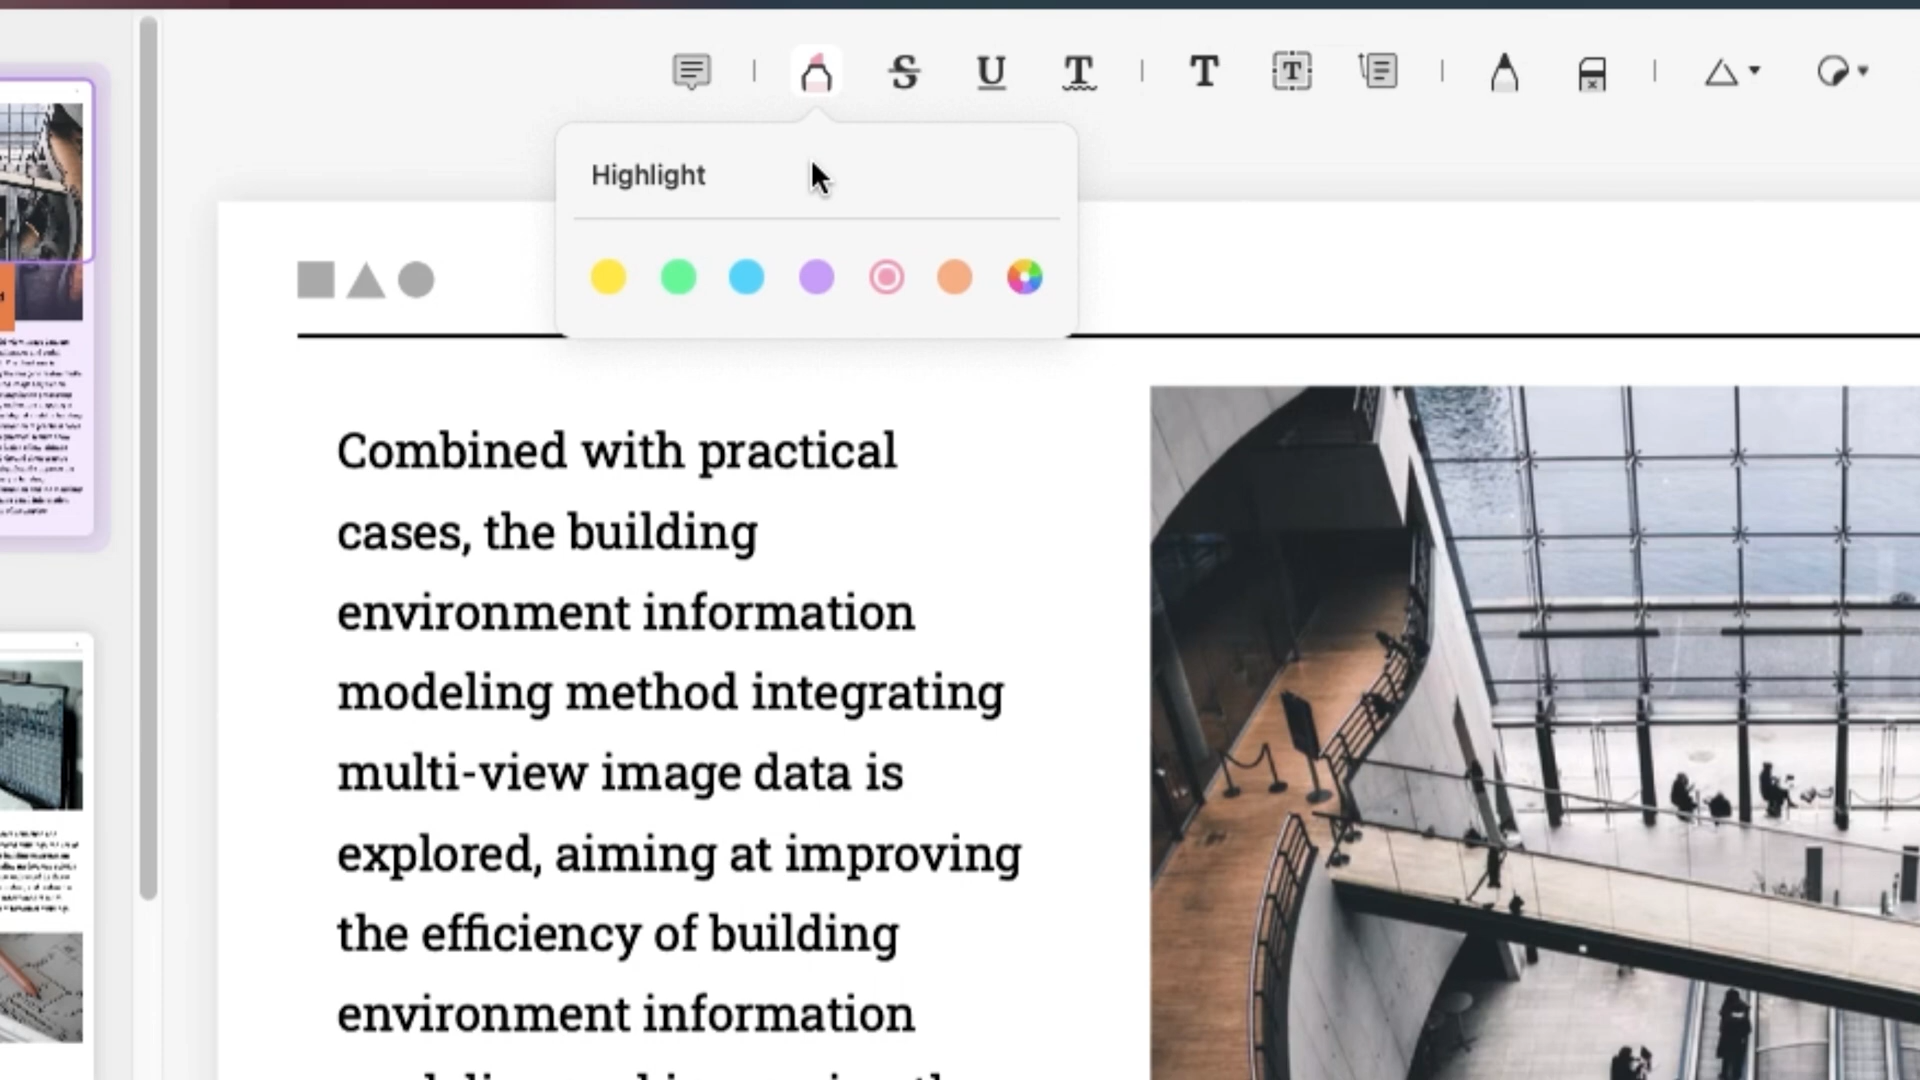 Highlight
Combined with practical
cases, the building
environment information
modeling method integrating
multi-view image data is
explored, aiming at improving
the efficiency of building
environment information